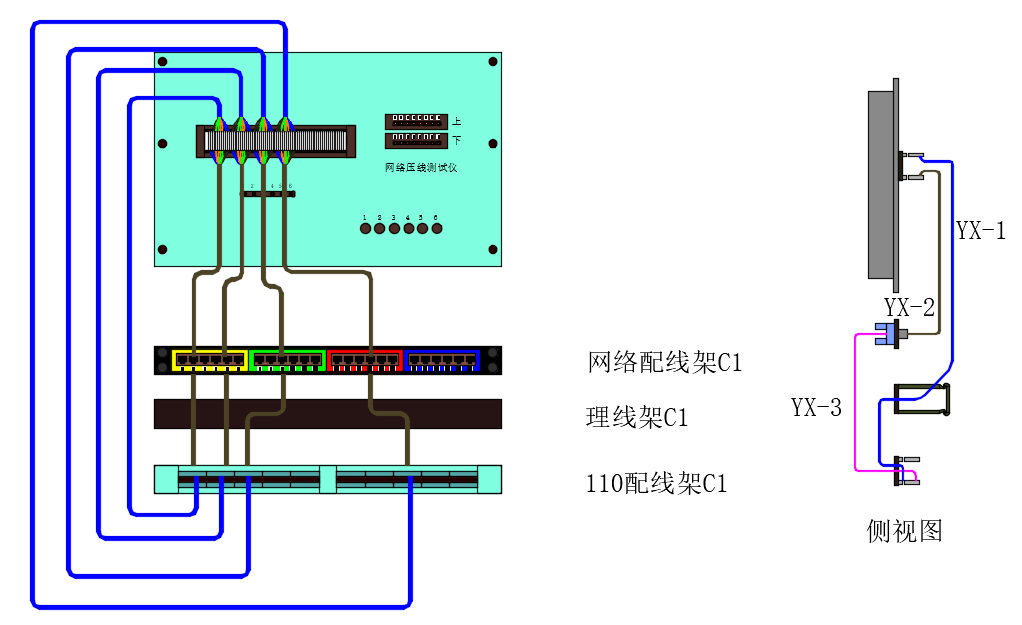 上
下
网络压线测试仪
1 2 3 4 5 6
YX-1
YX-2
网络配线架C1
YX-3
理线架C1
110配线架C1
侧视图